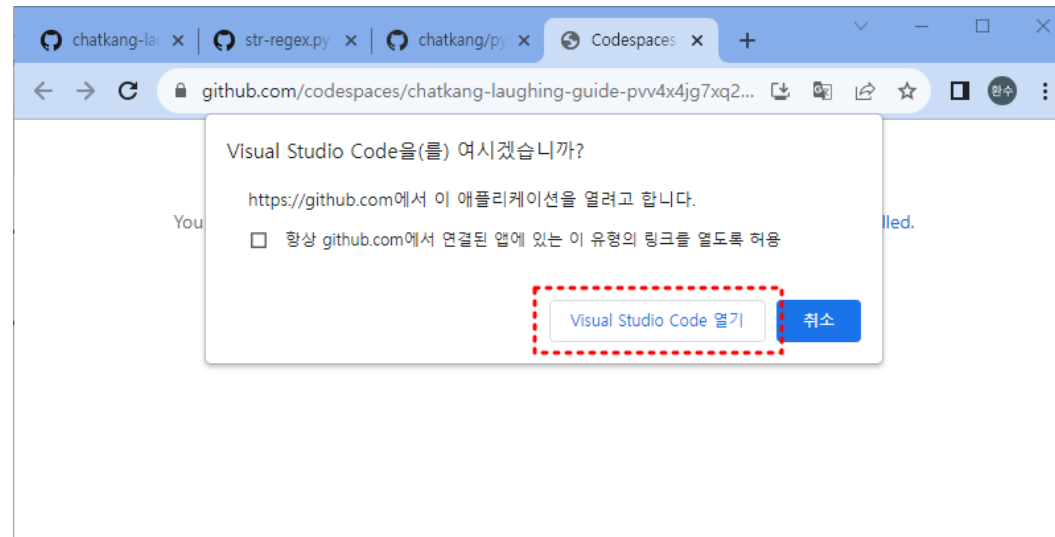 chatkang-lau
str-regex.py
chatkang/py
Codespaces
github.com/codespaces/chatkang-laughing-guide-pvv4x4jg7xq2...
환수
Visual Studio Code을(를) 여시겠습니까?
https://github.com에서 이 애플리케이션을 열려고 합니다.
You
lled.
항상 github.com에서 연결된 앱에 있는 이 유형의 링크를 열도록 허용
Visual Studio Code 열기
취소